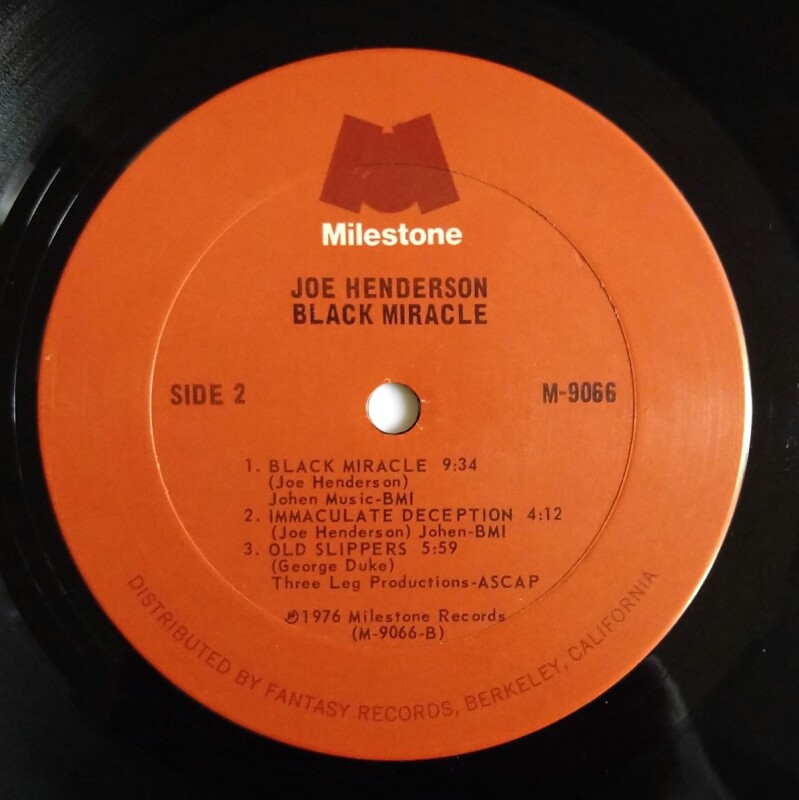 Milestone
JOE HENDERSON
BLACK MIRACLE
SIDE 2
M-9066
1. BLACK MIRACLE 9:34
(Joe Henderson)
Johen Music-BMI
2. IMMACULATE DECEPTION 4:12
(Joe Henderson) Johen-BMI
3. OLD SLIPPERS 5:59
(George Duke)
Three Leg Productions-ASCAP
℗1976 Milestone Records
(M-9066-B)
DISTRIBUTED BY FANTASY RECORDS, BERKELEY, CALIFORNIA